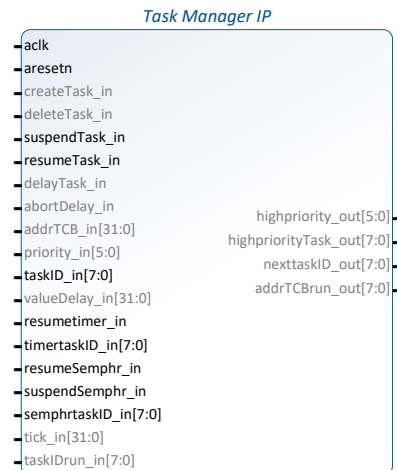 Task Manager IP
aclk
aresetn
createTask_in
deleteTask_in
suspendTask_in
resumeTask_in
delayTask_in
abortDelay_in
addrTCB_in[31:0]
priority_in[5:0]
taskID_in[7:0]
valueDelay_in[31:0]
resumetimer_in
timertaskID_in[7:0]
resumeSemphr_in
suspendSemphr_in
semphrtaskID_in[7:0]
tick_in[31:0]
taskIDrun_in[7:0]
highpriority_out[5:0]
highpriorityTask_out[7:0]
nexttaskID_out[7:0]
addrTCBrun_out[7:0]